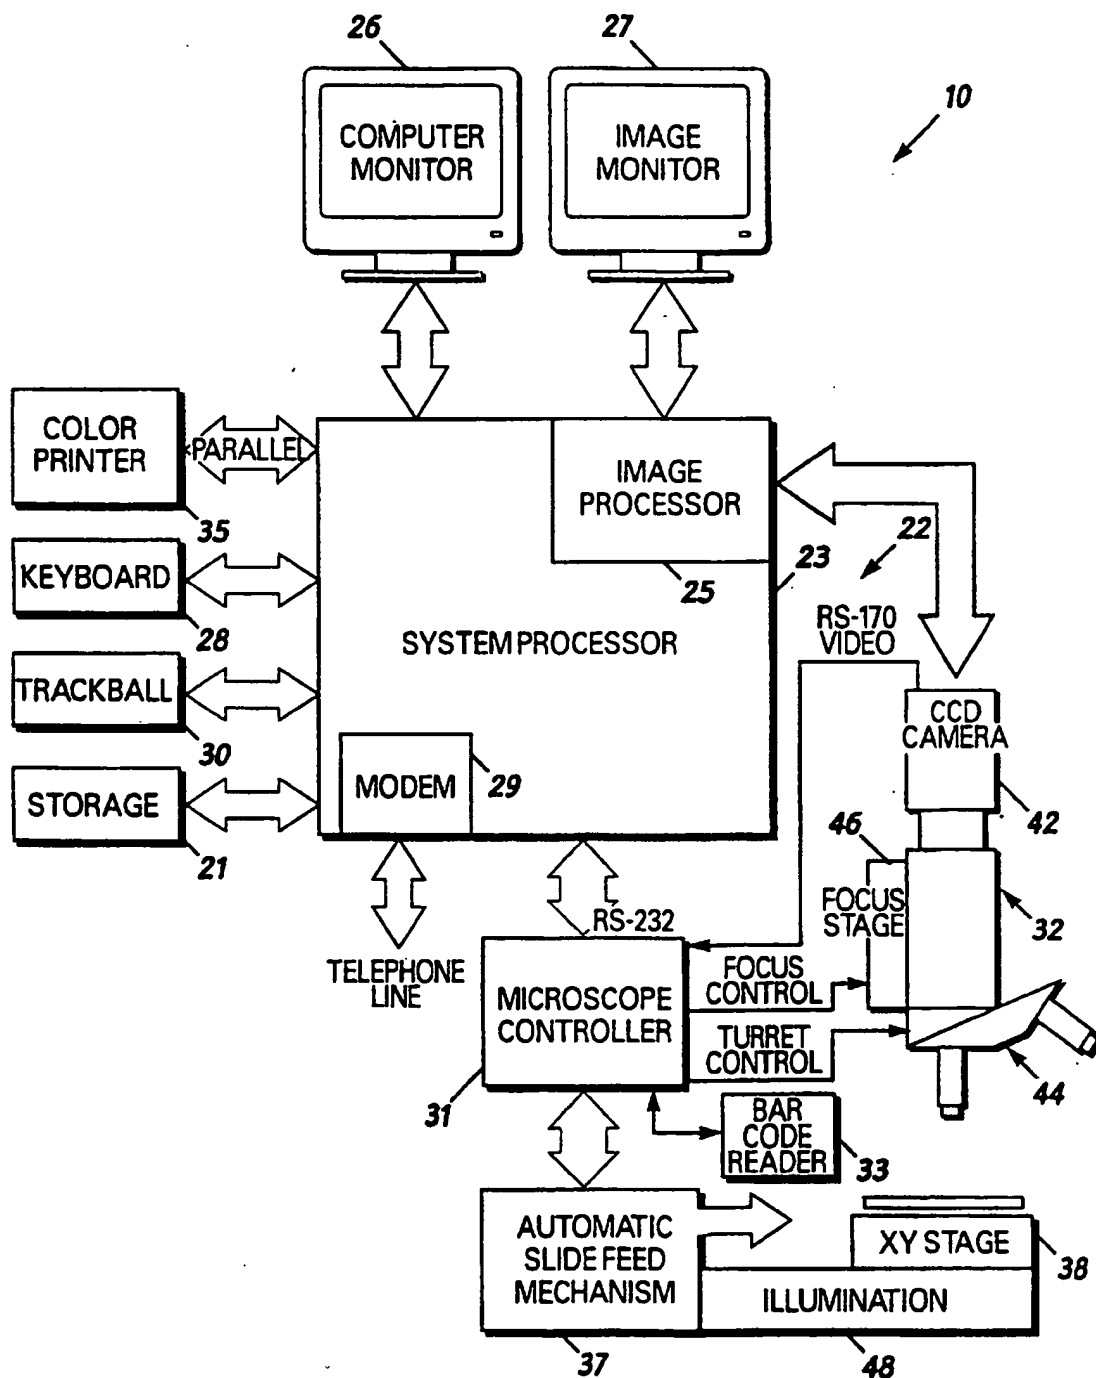 26
27
10
COMPUTER
MONITOR
IMAGE
MONITOR
COLOR
PRINTER
PARALLEL
35
IMAGE
PROCESSOR
25
23
22
KEYBOARD
28
SYSTEM PROCESSOR
RS-170
VIDEO
TRACKBALL
30
CCD
CAMERA
42
MODEM
29
STORAGE
21
46
FOCUS
STAGE
32
RS-232
TELEPHONE
LINE
MICROSCOPE
CONTROLLER
31
FOCUS
CONTROL
TURRET
CONTROL
44
BAR
CODE
READER
33
AUTOMATIC
SLIDE FEED
MECHANISM
37
XY STAGE
38
ILLUMINATION
48